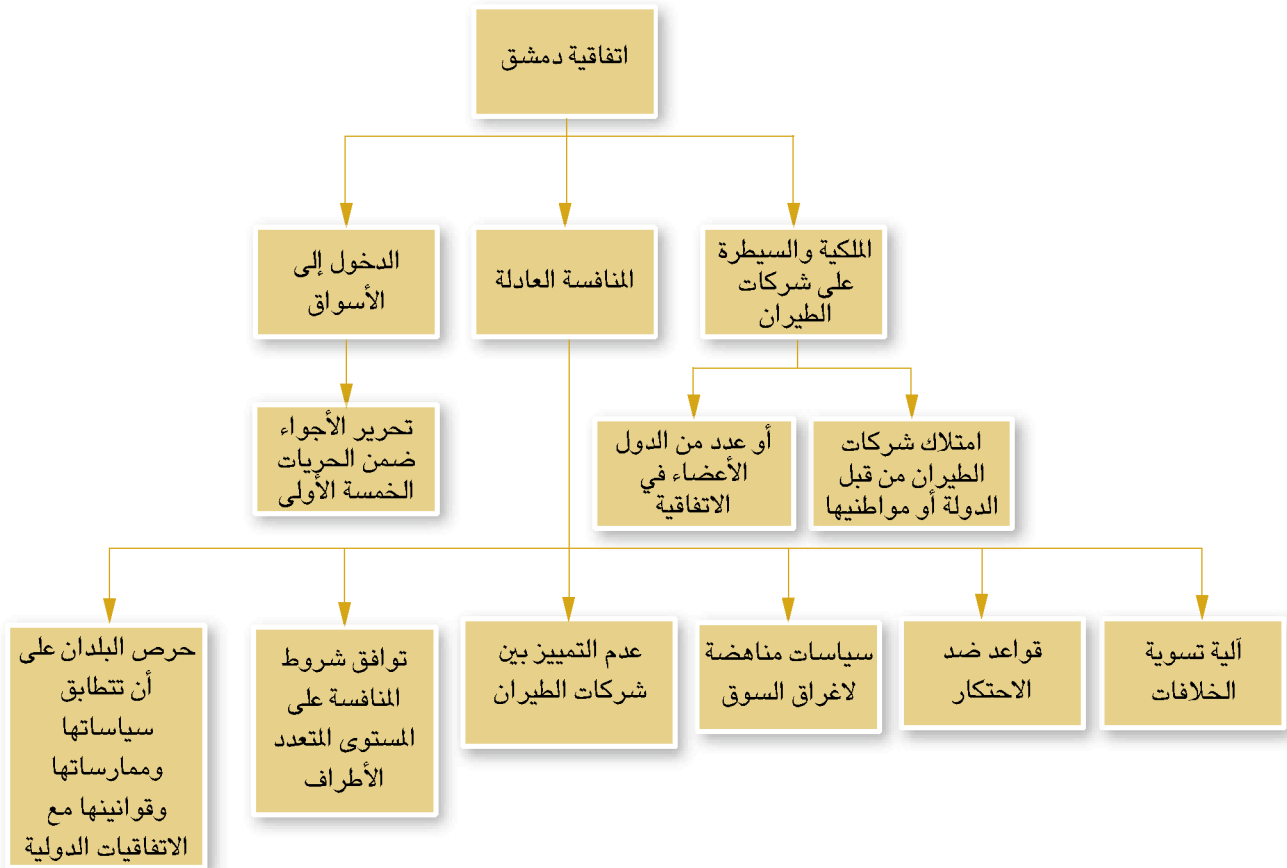 اتفاقية دمشق
الملكية والسيطرة
على شركات
الطيران
المنافسة العادلة
الدخول إلى
الأسواق
امتلاك شركات
الطيران من قبل
الدولة أو مواطنيها
أو عدد من الدول
الأعضاء في
الاتفاقية
تحرير الأجواء
ضمن الحريات
الخمسة الأولى
آلية تسوية
الخلافات
قواعد ضد
الاحتكار
سياسات مناهضة
لاغراق السوق
عدم التمييز بين
شركات الطيران
توافق شروط
المنافسة على
المستوى المتعدد
الأطراف
حرص البلدان على
أن تتطابق
سياساتها
وممارساتها
وقوانينها مع
الاتفاقيات الدولية